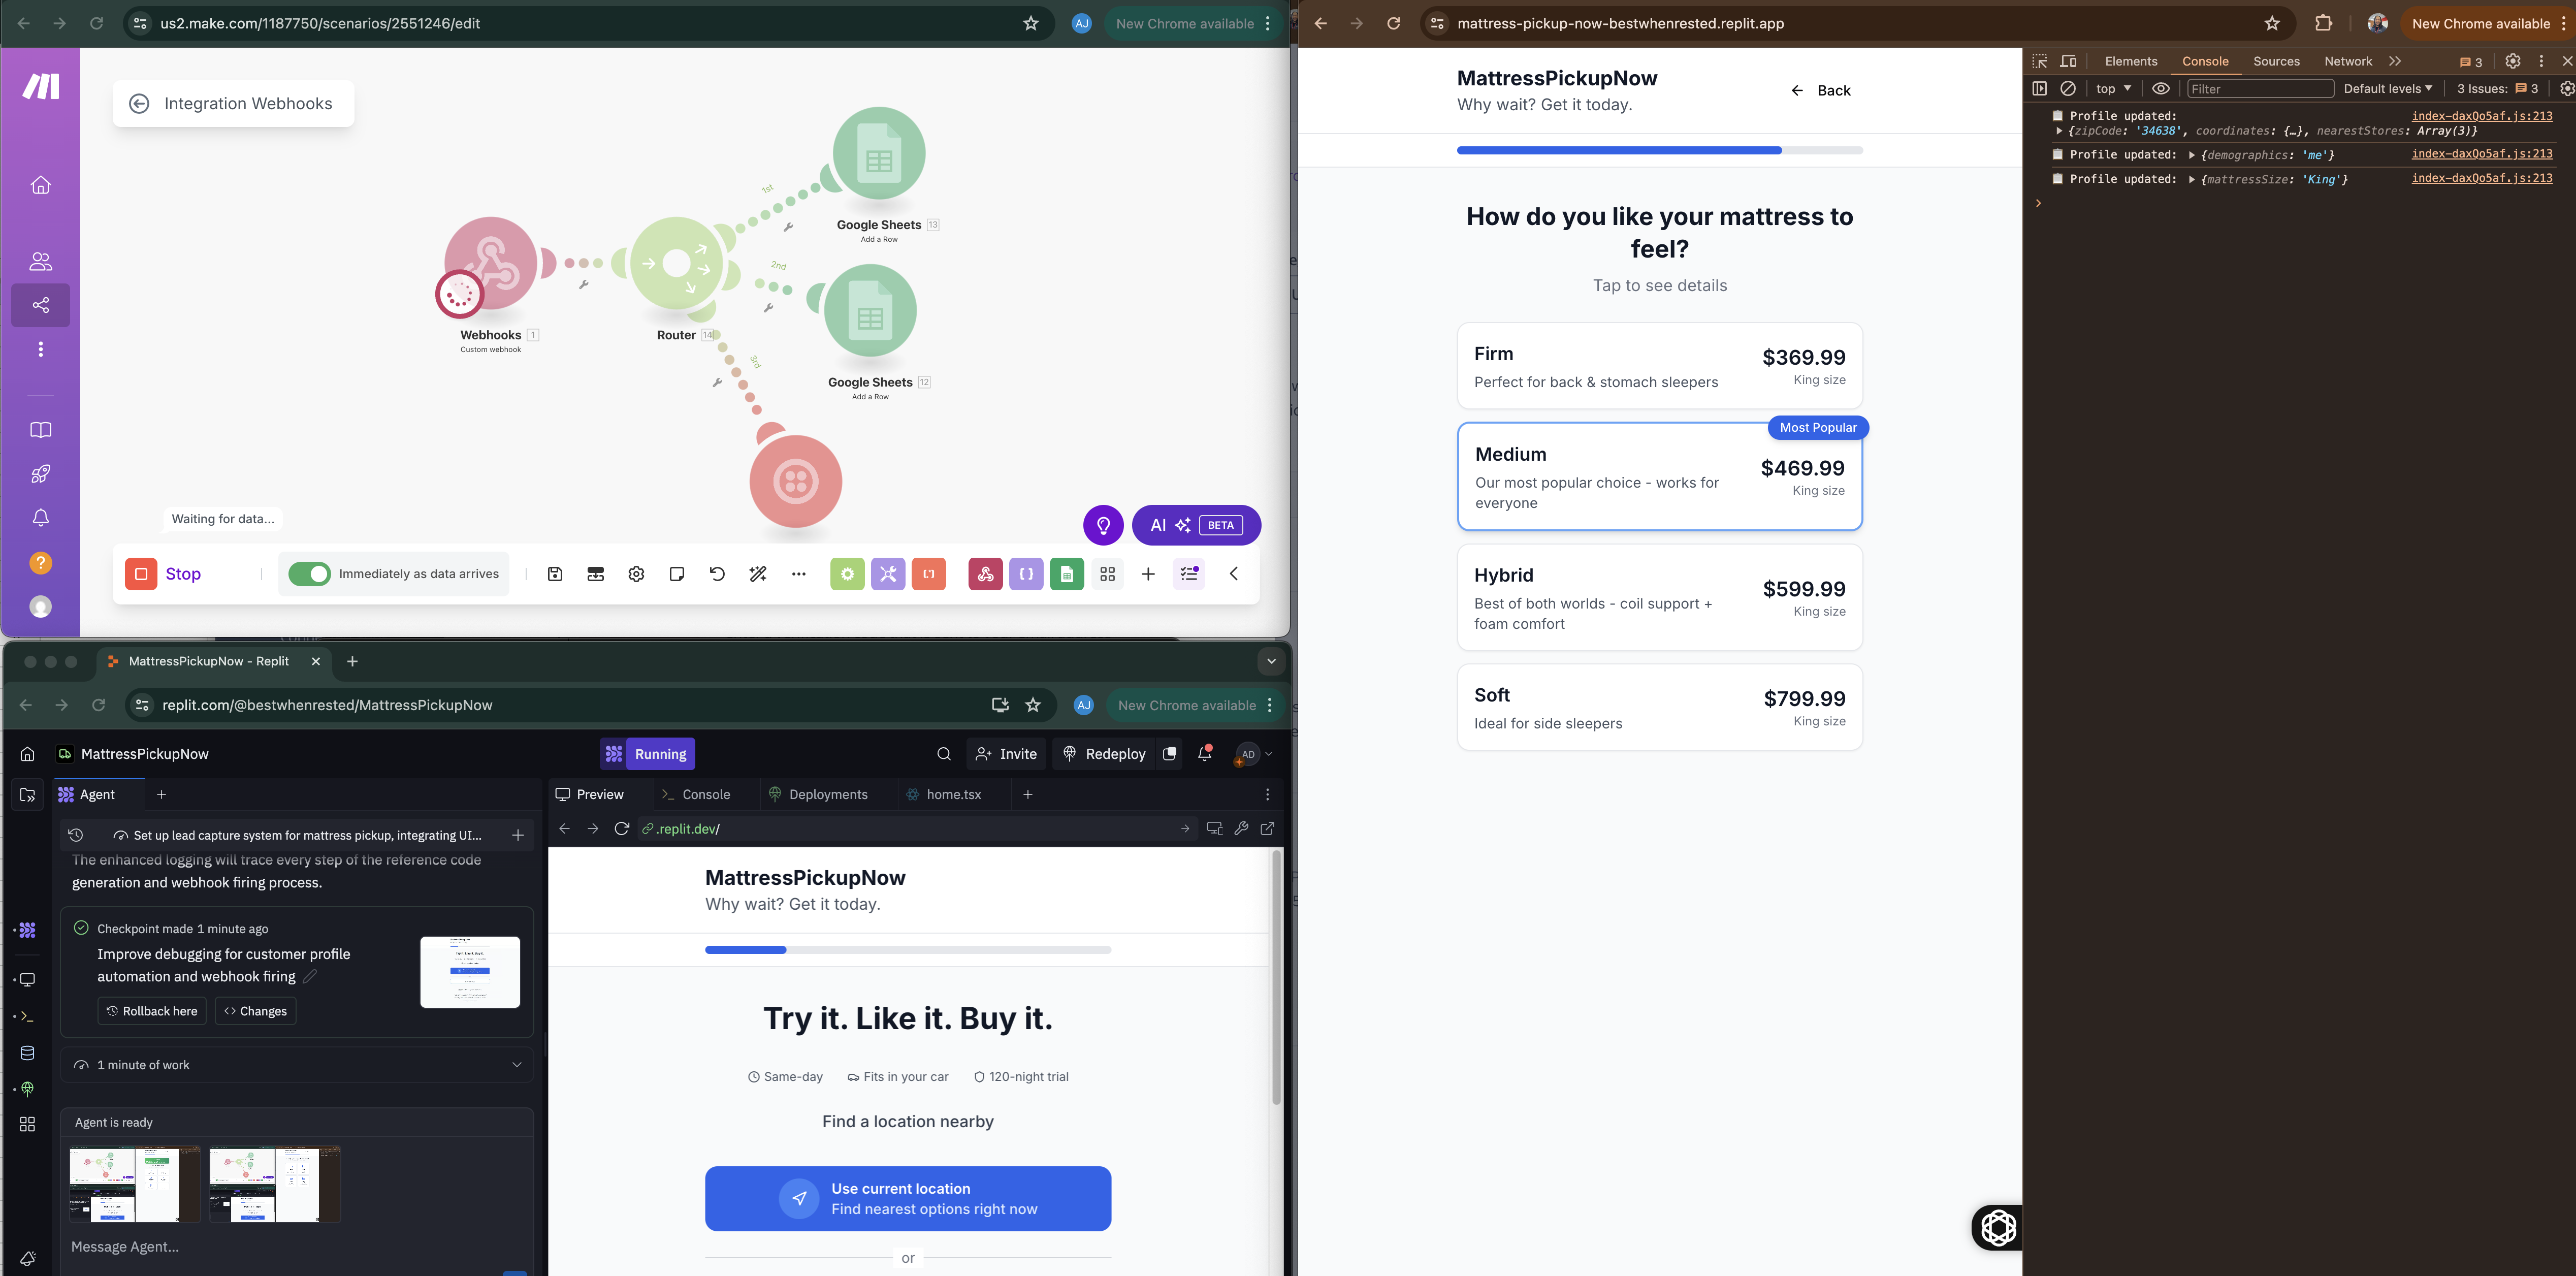 us2.make.com/1187750/scenarios/2551246/edit
AJ
New Chrome available
Integration Webhooks
1st
Google Sheets 13
Add a Row
Webhooks 1
Custom webhook
Router 14
2nd
Google Sheets 12
Add a Row
3rd
Waiting for data...
AI BETA
Stop
Immediately as data arrives
?
MattressPickupNow - Replit
replit.com/@bestwhenrested/MattressPickupNow
AJ
New Chrome available
MattressPickupNow
Running
Invite
Redeploy
AD
Agent
Preview
Console
Deployments
home.tsx
Set up lead capture system for mattress pickup, integrating UI...
.replit.dev/
The enhanced logging will trace every step of the reference code
generation and webhook firing process.
Checkpoint made 1 minute ago
Improve debugging for customer profile
automation and webhook firing
Rollback here
Changes
1 minute of work
Agent is ready
Message Agent...
MattressPickupNow
Why wait? Get it today.
Try it. Like it. Buy it.
Same-day
Fits in your car
120-night trial
Find a location nearby
Use current location
Find nearest options right now
or
mattress-pickup-now-bestwhenrested.replit.app
New Chrome available
MattressPickupNow
Why wait? Get it today.
Back
How do you like your mattress to
feel?
Tap to see details
Firm
Perfect for back & stomach sleepers
$369.99
King size
Most Popular
Medium
Our most popular choice - works for
everyone
$469.99
King size
Hybrid
Best of both worlds - coil support +
foam comfort
$599.99
King size
Soft
Ideal for side sleepers
$799.99
King size
Elements
Console
Sources
Network
3
top
Filter
Default levels
3 Issues: 3
Profile updated: index-daxQo5af.js:213
{zipCode: '34638', coordinates: {…}, nearestStores: Array(3)}
Profile updated: {demographics: 'me'} index-daxQo5af.js:213
Profile updated: {mattressSize: 'King'} index-daxQo5af.js:213